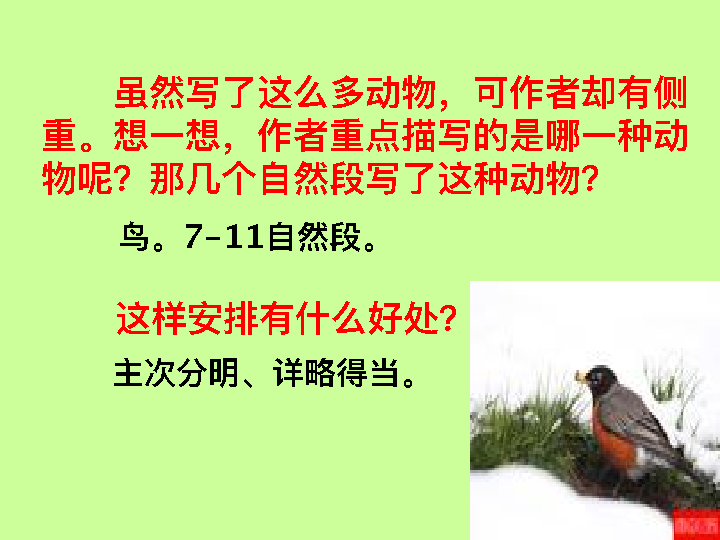 虽然写了这么多动物，可作者却有侧
重。想一想，作者重点描写的是哪一种动
物呢？那几个自然段写了这种动物？
鸟。7-11自然段。
这样安排有什么好处？
主次分明、详略得当。